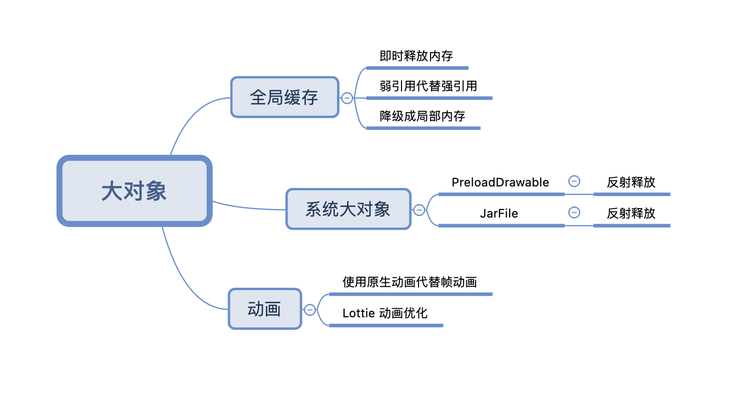 大对象
全局缓存
即时释放内存
弱引用代替强引用
降级成局部内存
系统大对象
PreloadDrawable
反射释放
JarFile
反射释放
动画
使用原生动画代替帧动画
Lottie 动画优化